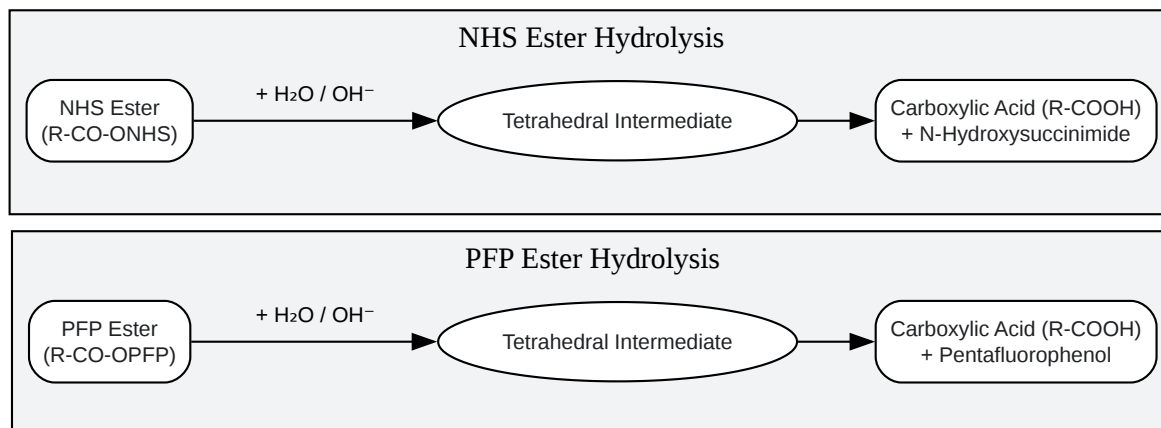 NHS Ester Hydrolysis
NHS Ester
(R-CO-ONHS)
+ H₂O / OH⁻
Tetrahedral Intermediate
Carboxylic Acid (R-COOH)
+ N-Hydroxysuccinimide
PFP Ester Hydrolysis
PFP Ester
(R-CO-OPFP)
+ H₂O / OH⁻
Tetrahedral Intermediate
Carboxylic Acid (R-COOH)
+ Pentafluorophenol